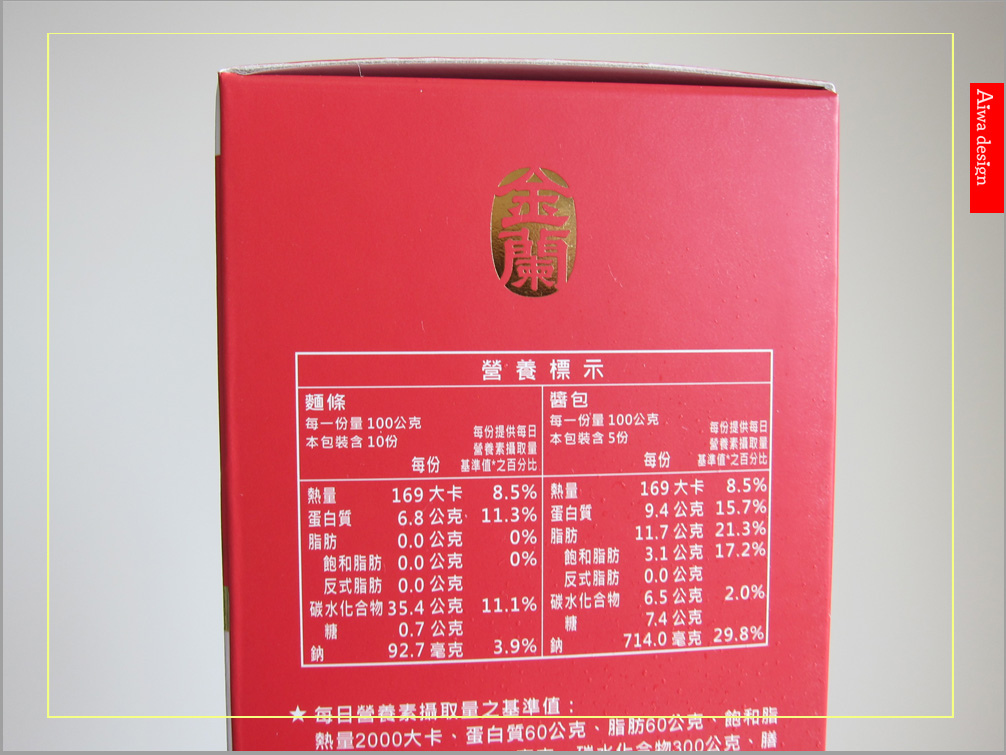 Aiwa design
金蘭
營養標示
麵條
每一份量 100公克
本包裝含 10份
每份提供每日
營養素攝取量
每份 基準值*之百分比
熱量 169 大卡 8.5%
蛋白質 6.8 公克 11.3%
脂肪 0.0 公克 0%
飽和脂肪 0.0 公克 0%
反式脂肪 0.0 公克
碳水化合物 35.4 公克 11.1%
糖 0.7 公克
鈉 92.7 毫克 3.9%
醬包
每一份量 100公克
本包裝含 5份
每份提供每日
營養素攝取量
每份 基準值*之百分比
熱量 169 大卡 8.5%
蛋白質 9.4 公克 15.7%
脂肪 11.7 公克 21.3%
飽和脂肪 3.1 公克 17.2%
反式脂肪 0.0 公克
碳水化合物 6.5 公克 2.0%
糖 7.4 公克
鈉 714.0 毫克 29.8%
★ 每日營養素攝取量之基準值：
熱量2000大卡、蛋白質60公克、脂肪60公克、飽和脂
碳水化合物300公克、膳